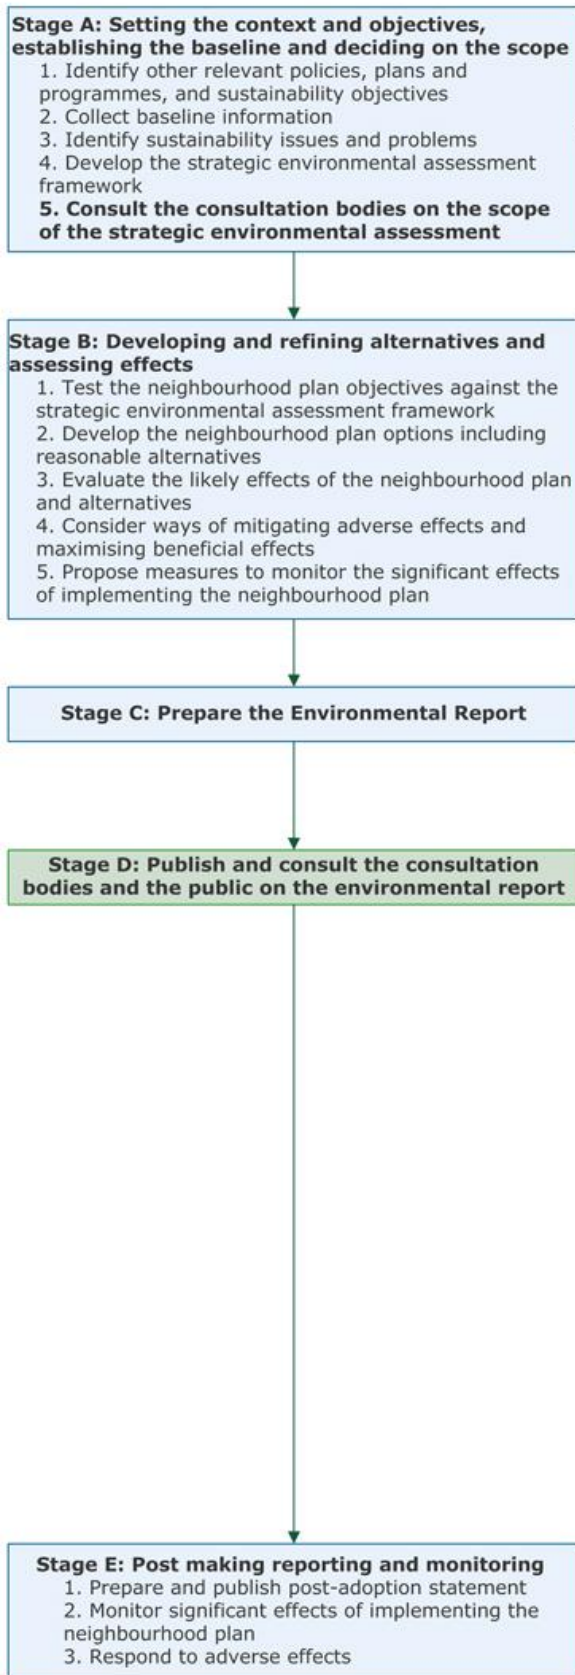 Stage A: Setting the context and objectives,
establishing the baseline and deciding on the scope
1. Identify other relevant policies, plans and
programmes, and sustainability objectives
2. Collect baseline information
3. Identify sustainability issues and problems
4. Develop the strategic environmental assessment
framework
5. Consult the consultation bodies on the scope
of the strategic environmental assessment
Stage B: Developing and refining alternatives and
assessing effects
1. Test the neighbourhood plan objectives against the
strategic environmental assessment framework
2. Develop the neighbourhood plan options including
reasonable alternatives
3. Evaluate the likely effects of the neighbourhood plan
and alternatives
4. Consider ways of mitigating adverse effects and
maximising beneficial effects
5. Propose measures to monitor the significant effects
of implementing the neighbourhood plan
Stage C: Prepare the Environmental Report
Stage D: Publish and consult the consultation
bodies and the public on the environmental report
Stage E: Post making reporting and monitoring
1. Prepare and publish post-adoption statement
2. Monitor significant effects of implementing the
neighbourhood plan
3. Respond to adverse effects